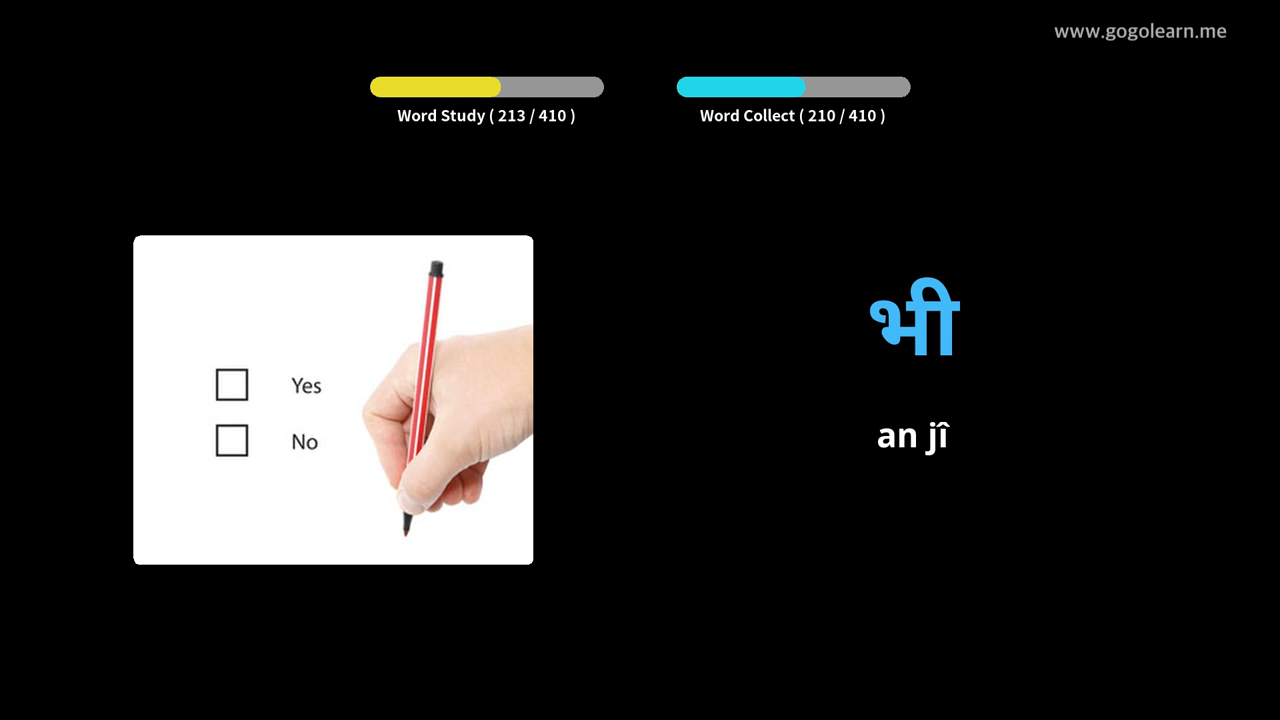 www.gogolearn.me
Word Study ( 213 / 410 )
Word Collect ( 210 / 410 )
Yes
No
भी
an jî